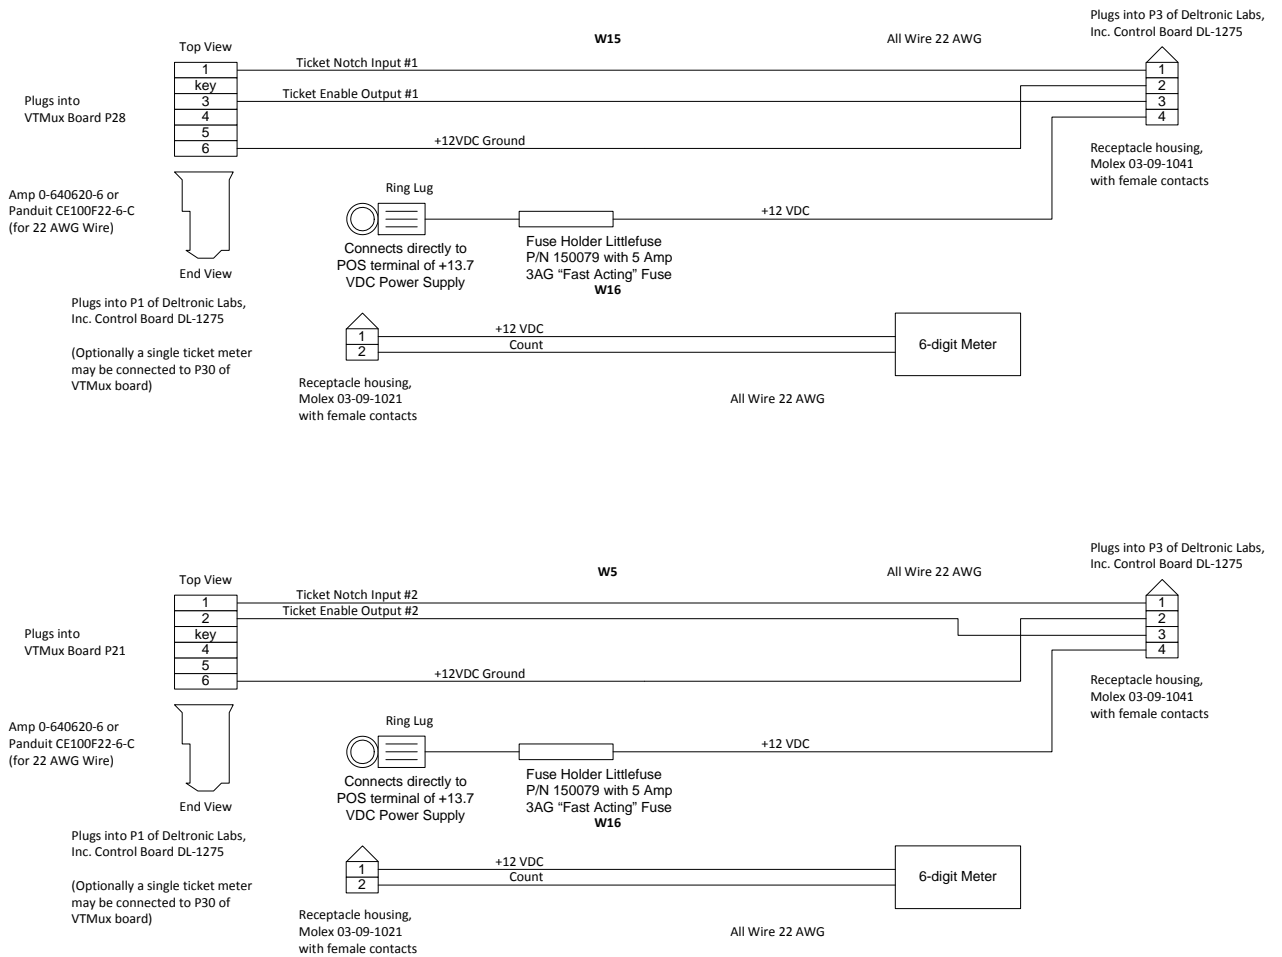 Plugs into P3 of Deltronic Labs,
Inc. Control Board DL-1275
W15
All Wire 22 AWG
Top View
1
key
3
4
5
6
Ticket Notch Input #1
Ticket Enable Output #1
+12VDC Ground
1
2
3
4
Plugs into
VTMux Board P28
Receptacle housing,
Molex 03-09-1041
with female contacts
Amp 0-640620-6 or
Panduit CE100F22-6-C
(for 22 AWG Wire)
End View
Ring Lug
+12 VDC
Connects directly to
POS terminal of +13.7
VDC Power Supply
Fuse Holder Littlefuse
P/N 150079 with 5 Amp
3AG “Fast Acting” Fuse
W16
Plugs into P1 of Deltronic Labs,
Inc. Control Board DL-1275
(Optionally a single ticket meter
may be connected to P30 of
VTMux board)
1
2
+12 VDC
Count
6-digit Meter
Receptacle housing,
Molex 03-09-1021
with female contacts
All Wire 22 AWG
Plugs into P3 of Deltronic Labs,
Inc. Control Board DL-1275
W5
All Wire 22 AWG
Top View
1
2
key
4
5
6
Ticket Notch Input #2
Ticket Enable Output #2
+12VDC Ground
1
2
3
4
Plugs into
VTMux Board P21
Receptacle housing,
Molex 03-09-1041
with female contacts
Amp 0-640620-6 or
Panduit CE100F22-6-C
(for 22 AWG Wire)
End View
Ring Lug
+12 VDC
Connects directly to
POS terminal of +13.7
VDC Power Supply
Fuse Holder Littlefuse
P/N 150079 with 5 Amp
3AG “Fast Acting” Fuse
W16
Plugs into P1 of Deltronic Labs,
Inc. Control Board DL-1275
(Optionally a single ticket meter
may be connected to P30 of
VTMux board)
1
2
+12 VDC
Count
6-digit Meter
Receptacle housing,
Molex 03-09-1021
with female contacts
All Wire 22 AWG